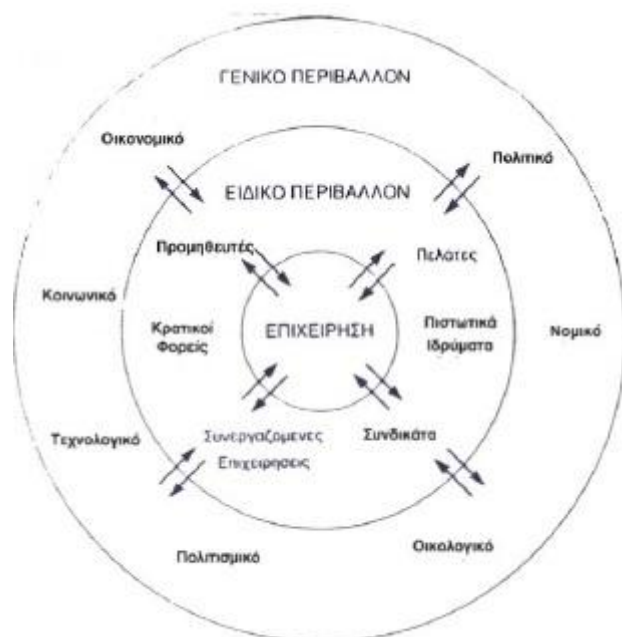 ΓΕΝΙΚΟ ΠΕΡΙΒΑΛΛΟΝ
Οικονομικό
Πολιτικό
ΕΙΔΙΚΟ ΠΕΡΙΒΑΛΛΟΝ
Προμηθευτές
Πελάτες
Κοινωνικό
Κρατικοί
Φορείς
ΕΠΙΧΕΙΡΗΣΗ
Πιστωτικά
Ιδρύματα
Νομικό
Τεχνολογικό
Συνεργαζόμενες
Επιχειρησεις
Συνδικάτα
Πολιτισμικό
Οικολογικό